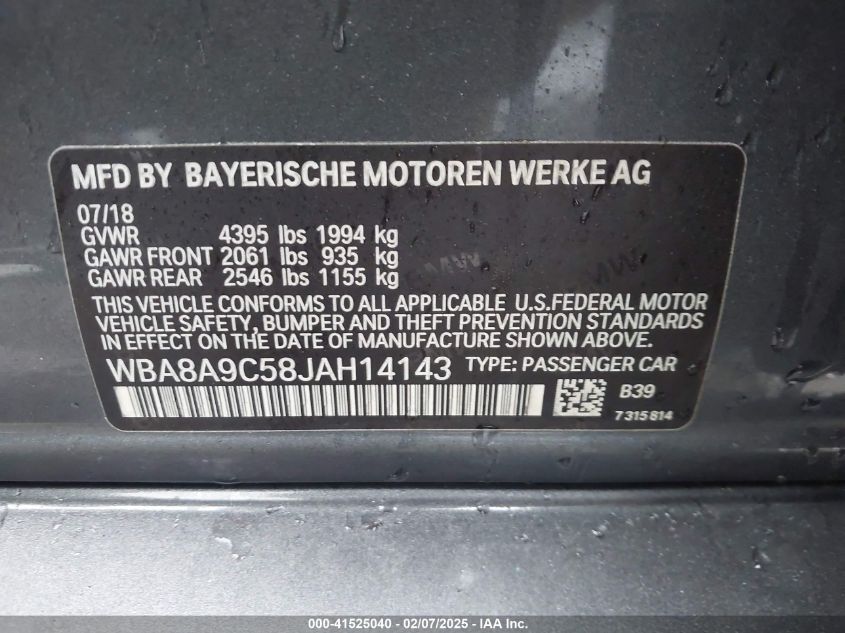 MFD BY BAYERISCHE MOTOREN WERKE AG
07/18
GVWR 4395 lbs 1994 kg
GAWR FRONT 2061 lbs 935 kg
GAWR REAR 2546 lbs 1155 kg
THIS VEHICLE CONFORMS TO ALL APPLICABLE U.S.FEDERAL MOTOR
VEHICLE SAFETY, BUMPER AND THEFT PREVENTION STANDARDS
IN EFFECT ON THE DATE OF MANUFACTURE SHOWN ABOVE.
WBA8A9C58JAH14143 TYPE: PASSENGER CAR
B39
7315814
000-41525040 - 02/07/2025 - IAA Inc.